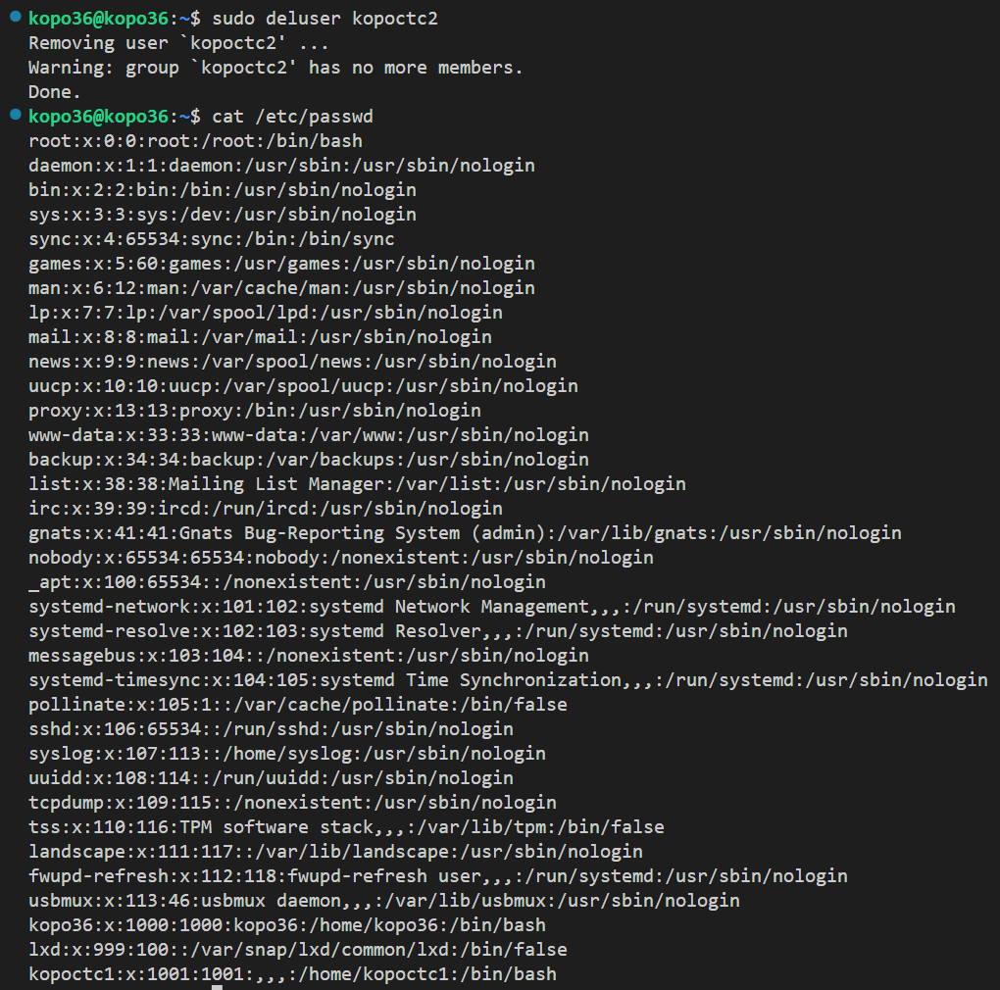 kopo36@kopo36:~$ sudo deluser kopoctc2
Removing user `kopoctc2' ...
Warning: group `kopoctc2' has no more members.
Done.
kopo36@kopo36:~$ cat /etc/passwd
root:x:0:0:root:/root:/bin/bash
daemon:x:1:1:daemon:/usr/sbin:/usr/sbin/nologin
bin:x:2:2:bin:/bin:/usr/sbin/nologin
sys:x:3:3:sys:/dev:/usr/sbin/nologin
sync:x:4:65534:sync:/bin:/bin/sync
games:x:5:60:games:/usr/games:/usr/sbin/nologin
man:x:6:12:man:/var/cache/man:/usr/sbin/nologin
lp:x:7:7:lp:/var/spool/lpd:/usr/sbin/nologin
mail:x:8:8:mail:/var/mail:/usr/sbin/nologin
news:x:9:9:news:/var/spool/news:/usr/sbin/nologin
uucp:x:10:10:uucp:/var/spool/uucp:/usr/sbin/nologin
proxy:x:13:13:proxy:/bin:/usr/sbin/nologin
www-data:x:33:33:www-data:/var/www:/usr/sbin/nologin
backup:x:34:34:backup:/var/backups:/usr/sbin/nologin
list:x:38:38:Mailing List Manager:/var/list:/usr/sbin/nologin
irc:x:39:39:ircd:/run/ircd:/usr/sbin/nologin
gnats:x:41:41:Gnats Bug-Reporting System (admin):/var/lib/gnats:/usr/sbin/nologin
nobody:x:65534:65534:nobody:/nonexistent:/usr/sbin/nologin
_apt:x:100:65534::/nonexistent:/usr/sbin/nologin
systemd-network:x:101:102:systemd Network Management,,,:/run/systemd:/usr/sbin/nologin
systemd-resolve:x:102:103:systemd Resolver,,,:/run/systemd:/usr/sbin/nologin
messagebus:x:103:104::/nonexistent:/usr/sbin/nologin
systemd-timesync:x:104:105:systemd Time Synchronization,,,:/run/systemd:/usr/sbin/nologin
pollinate:x:105:1::/var/cache/pollinate:/bin/false
sshd:x:106:65534::/run/sshd:/usr/sbin/nologin
syslog:x:107:113::/home/syslog:/usr/sbin/nologin
uuidd:x:108:114::/run/uuidd:/usr/sbin/nologin
tcpdump:x:109:115::/nonexistent:/usr/sbin/nologin
tss:x:110:116:TPM software stack,,,:/var/lib/tpm:/bin/false
landscape:x:111:117::/var/lib/landscape:/usr/sbin/nologin
fwupd-refresh:x:112:118:fwupd-refresh user,,,:/run/systemd:/usr/sbin/nologin
usbmux:x:113:46:usbmux daemon,,,:/var/lib/usbmux:/usr/sbin/nologin
kopo36:x:1000:1000:kopo36:/home/kopo36:/bin/bash
lxd:x:999:100::/var/snap/lxd/common/lxd:/bin/false
kopoctc1:x:1001:1001:,,,:/home/kopoctc1:/bin/bash